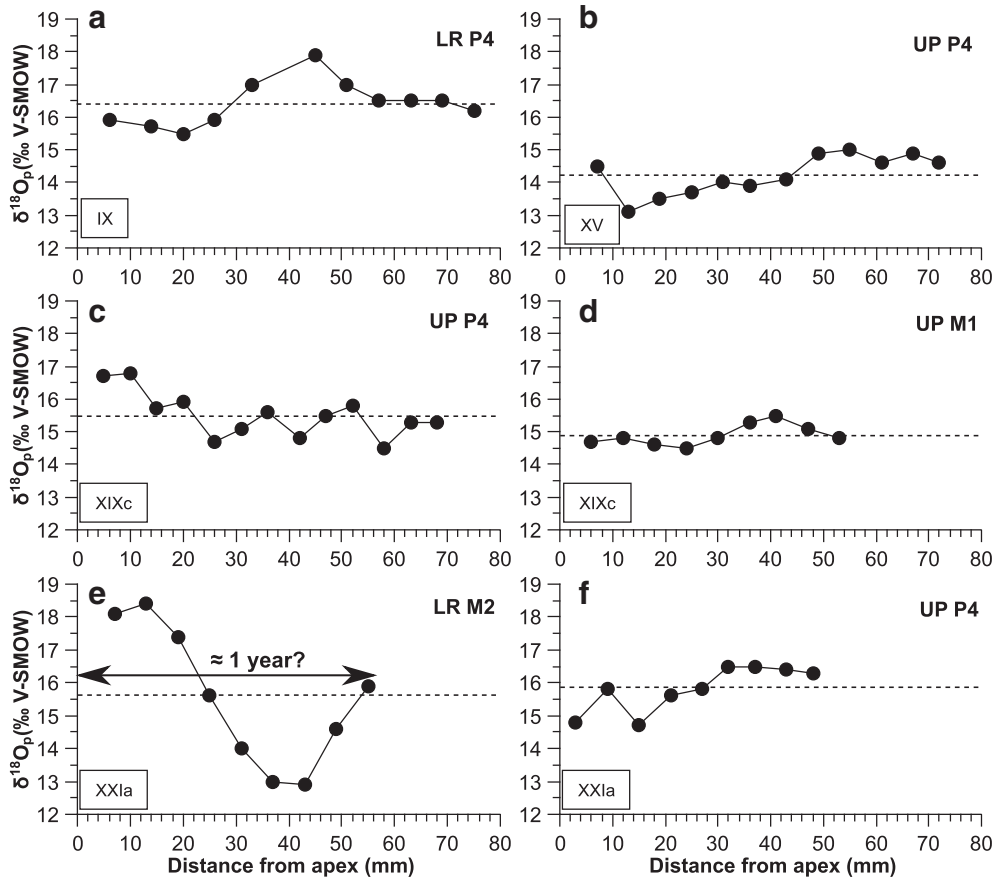 a
LR P4
19
18
17
16
15
14
13
12
δ¹⁸Oₚ(‰ V-SMOW)
IX
0 10 20 30 40 50 60 70 80
b
UP P4
19
18
17
16
15
14
13
12
XV
0 10 20 30 40 50 60 70 80
c
UP P4
19
18
17
16
15
14
13
12
δ¹⁸Oₚ(‰ V-SMOW)
XIXc
0 10 20 30 40 50 60 70 80
d
UP M1
19
18
17
16
15
14
13
12
XIXc
0 10 20 30 40 50 60 70 80
e
LR M2
19
18
17
16
15
14
13
12
δ¹⁸Oₚ(‰ V-SMOW)
≈ 1 year?
XXIa
0 10 20 30 40 50 60 70 80
Distance from apex (mm)
f
UP P4
19
18
17
16
15
14
13
12
XXIa
0 10 20 30 40 50 60 70 80
Distance from apex (mm)